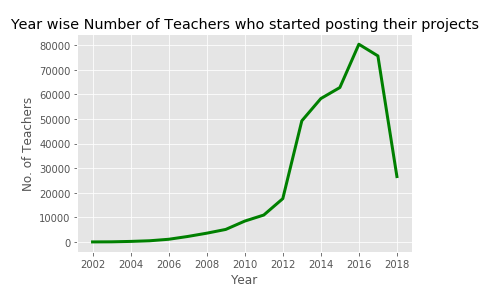 Year wise Number of Teachers who started posting their projects
80000
70000
60000
50000
40000
30000
20000
10000
0
No. of Teachers
2002 2004 2006 2008 2010 2012 2014 2016 2018
Year